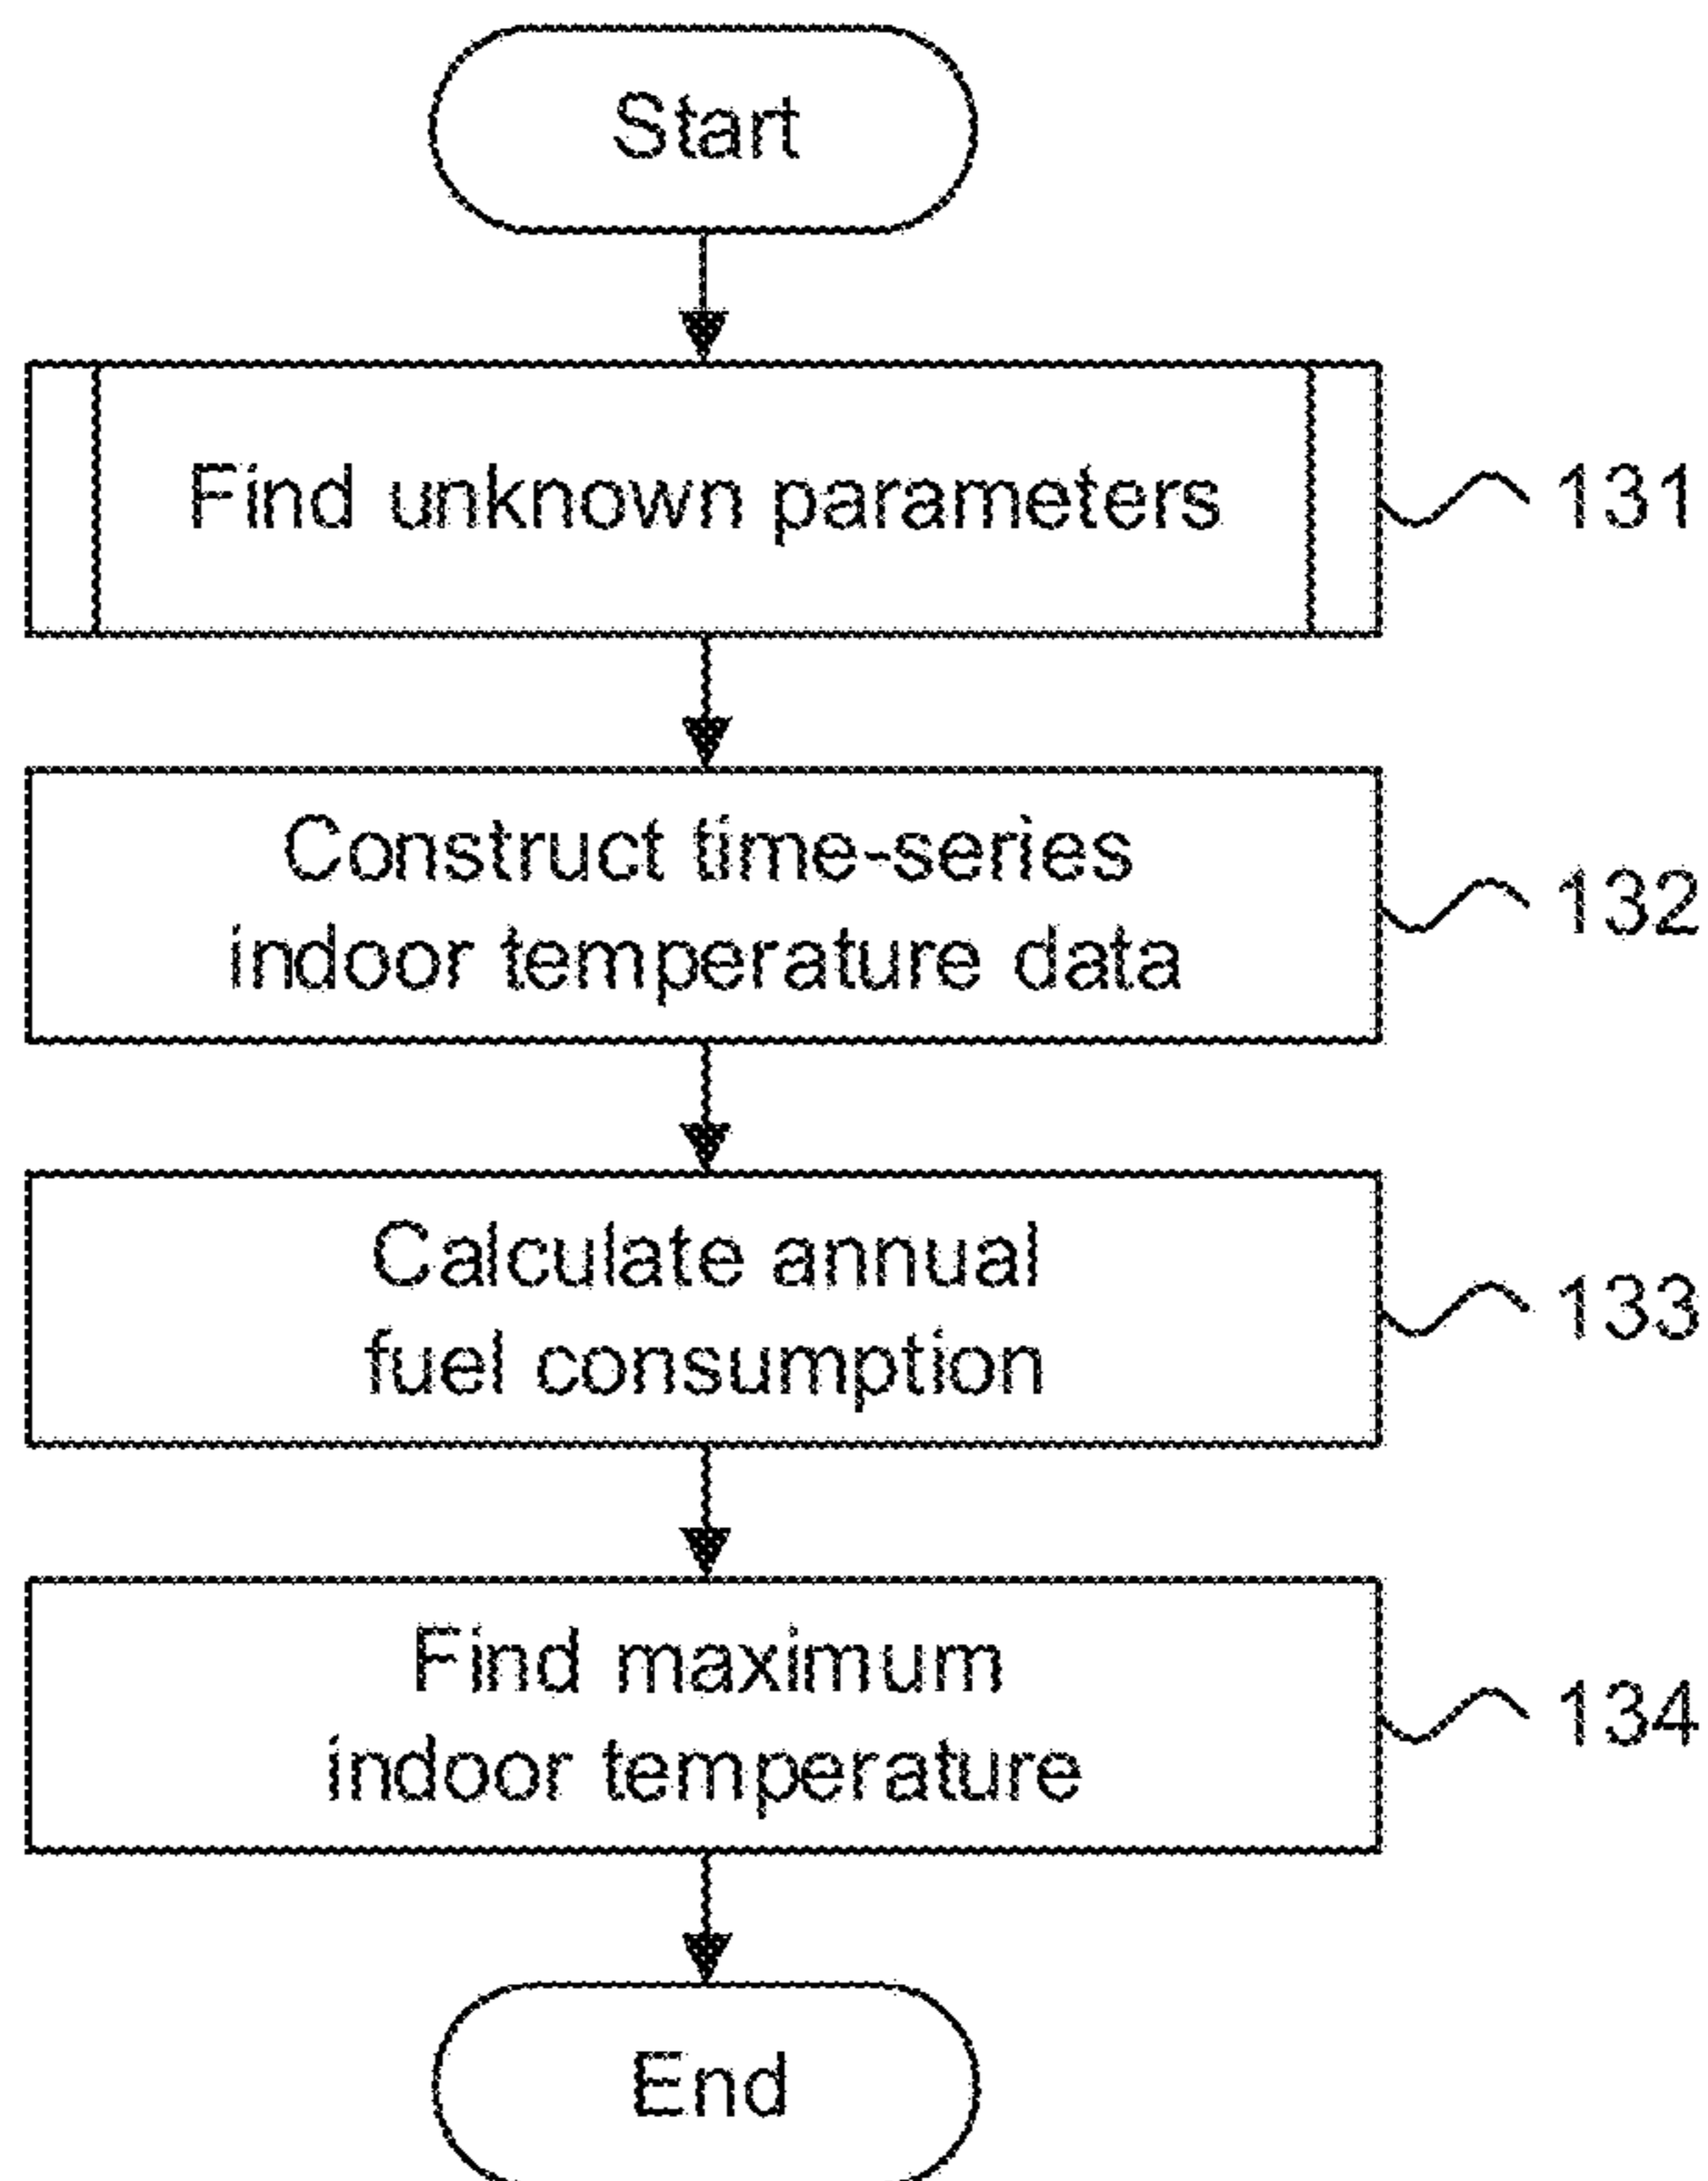 Start
Find unknown parameters
131
Construct time-series
indoor temperature data
132
Calculate annual
fuel consumption
133
Find maximum
indoor temperature
134
End